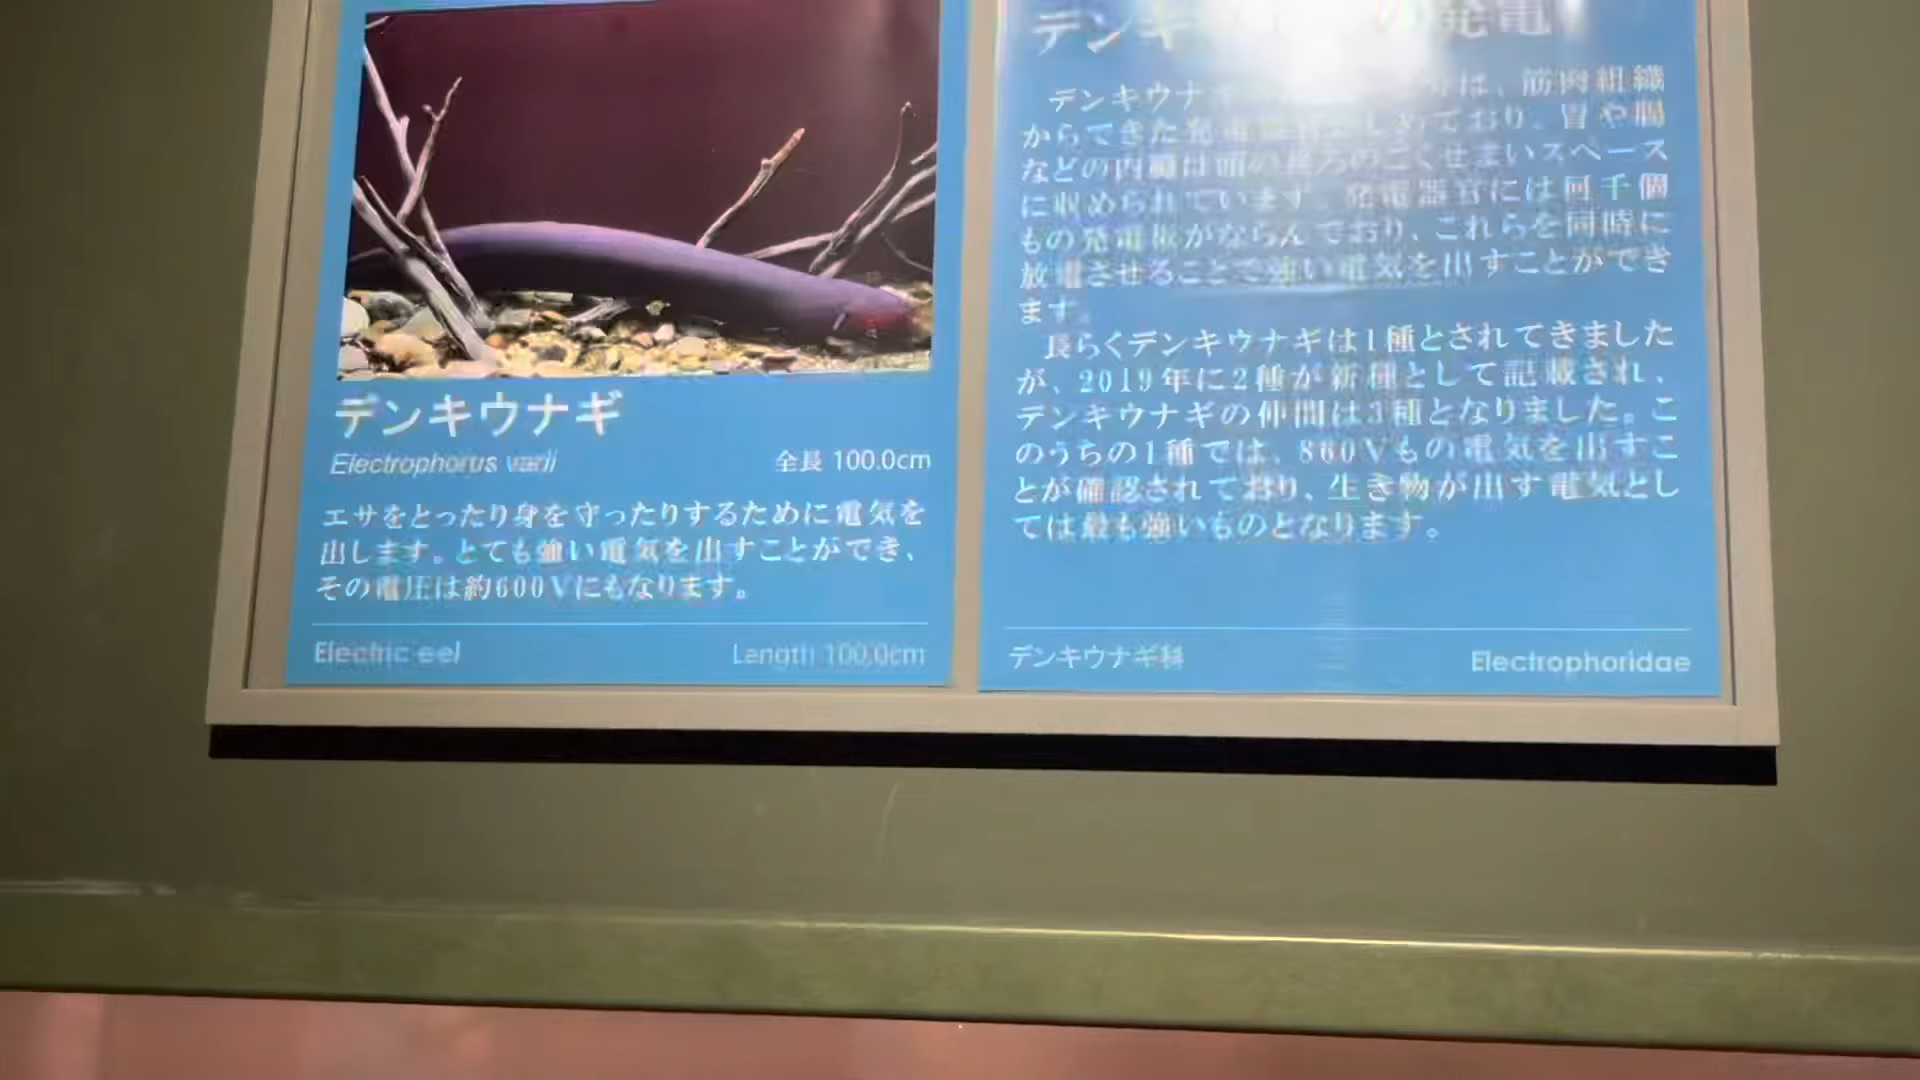 デンキウナギ
Electrophorus varii
全長 100.0cm
エサをとったり身を守ったりするために電気を
出します。とても強い電気を出すことができ、
その電圧は約600Vにもなります。
Electric eel
Length 100.0cm
デンキ の発電
デンキウナギ は、筋肉組織
からできた発電器官 しめており、胃や腸
などの内臓は頭の後ろのごくせまいスペース
に収められています。発電器官には何千個
もの発電板がならんでおり、これらを同時に
放電させることで強い電気を出すことができ
ます。
長らくデンキウナギは1種とされてきました
が、2019年に2種が新種として記載され、
デンキウナギの仲間は3種となりました。こ
のうちの1種では、860Vもの電気を出すこ
とが確認されており、生き物が出す電気とし
ては最も強いものとなります。
デンキウナギ科
Electrophoridae